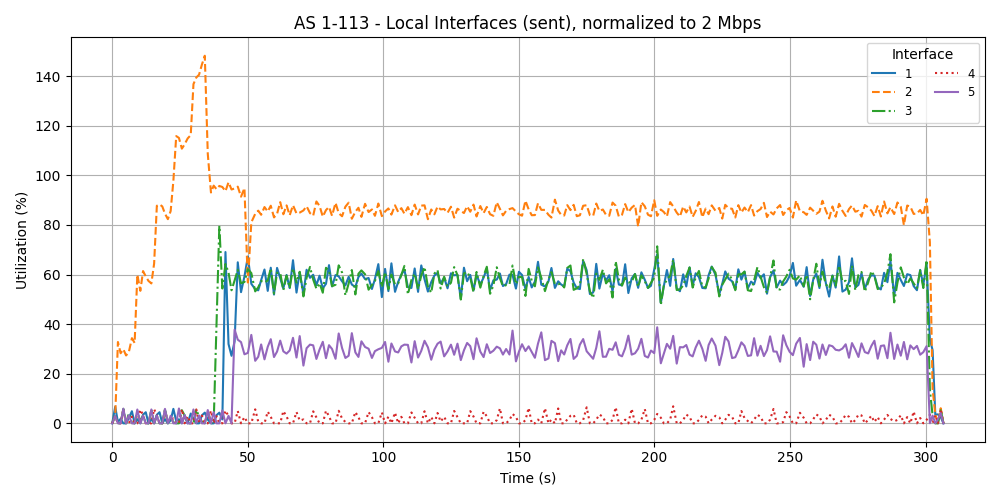 AS 1-113 - Local Interfaces (sent), normalized to 2 Mbps
Interface
1
2
3
4
5
Utilization (%)
140
120
100
80
60
40
20
0
0 50 100 150 200 250 300
Time (s)